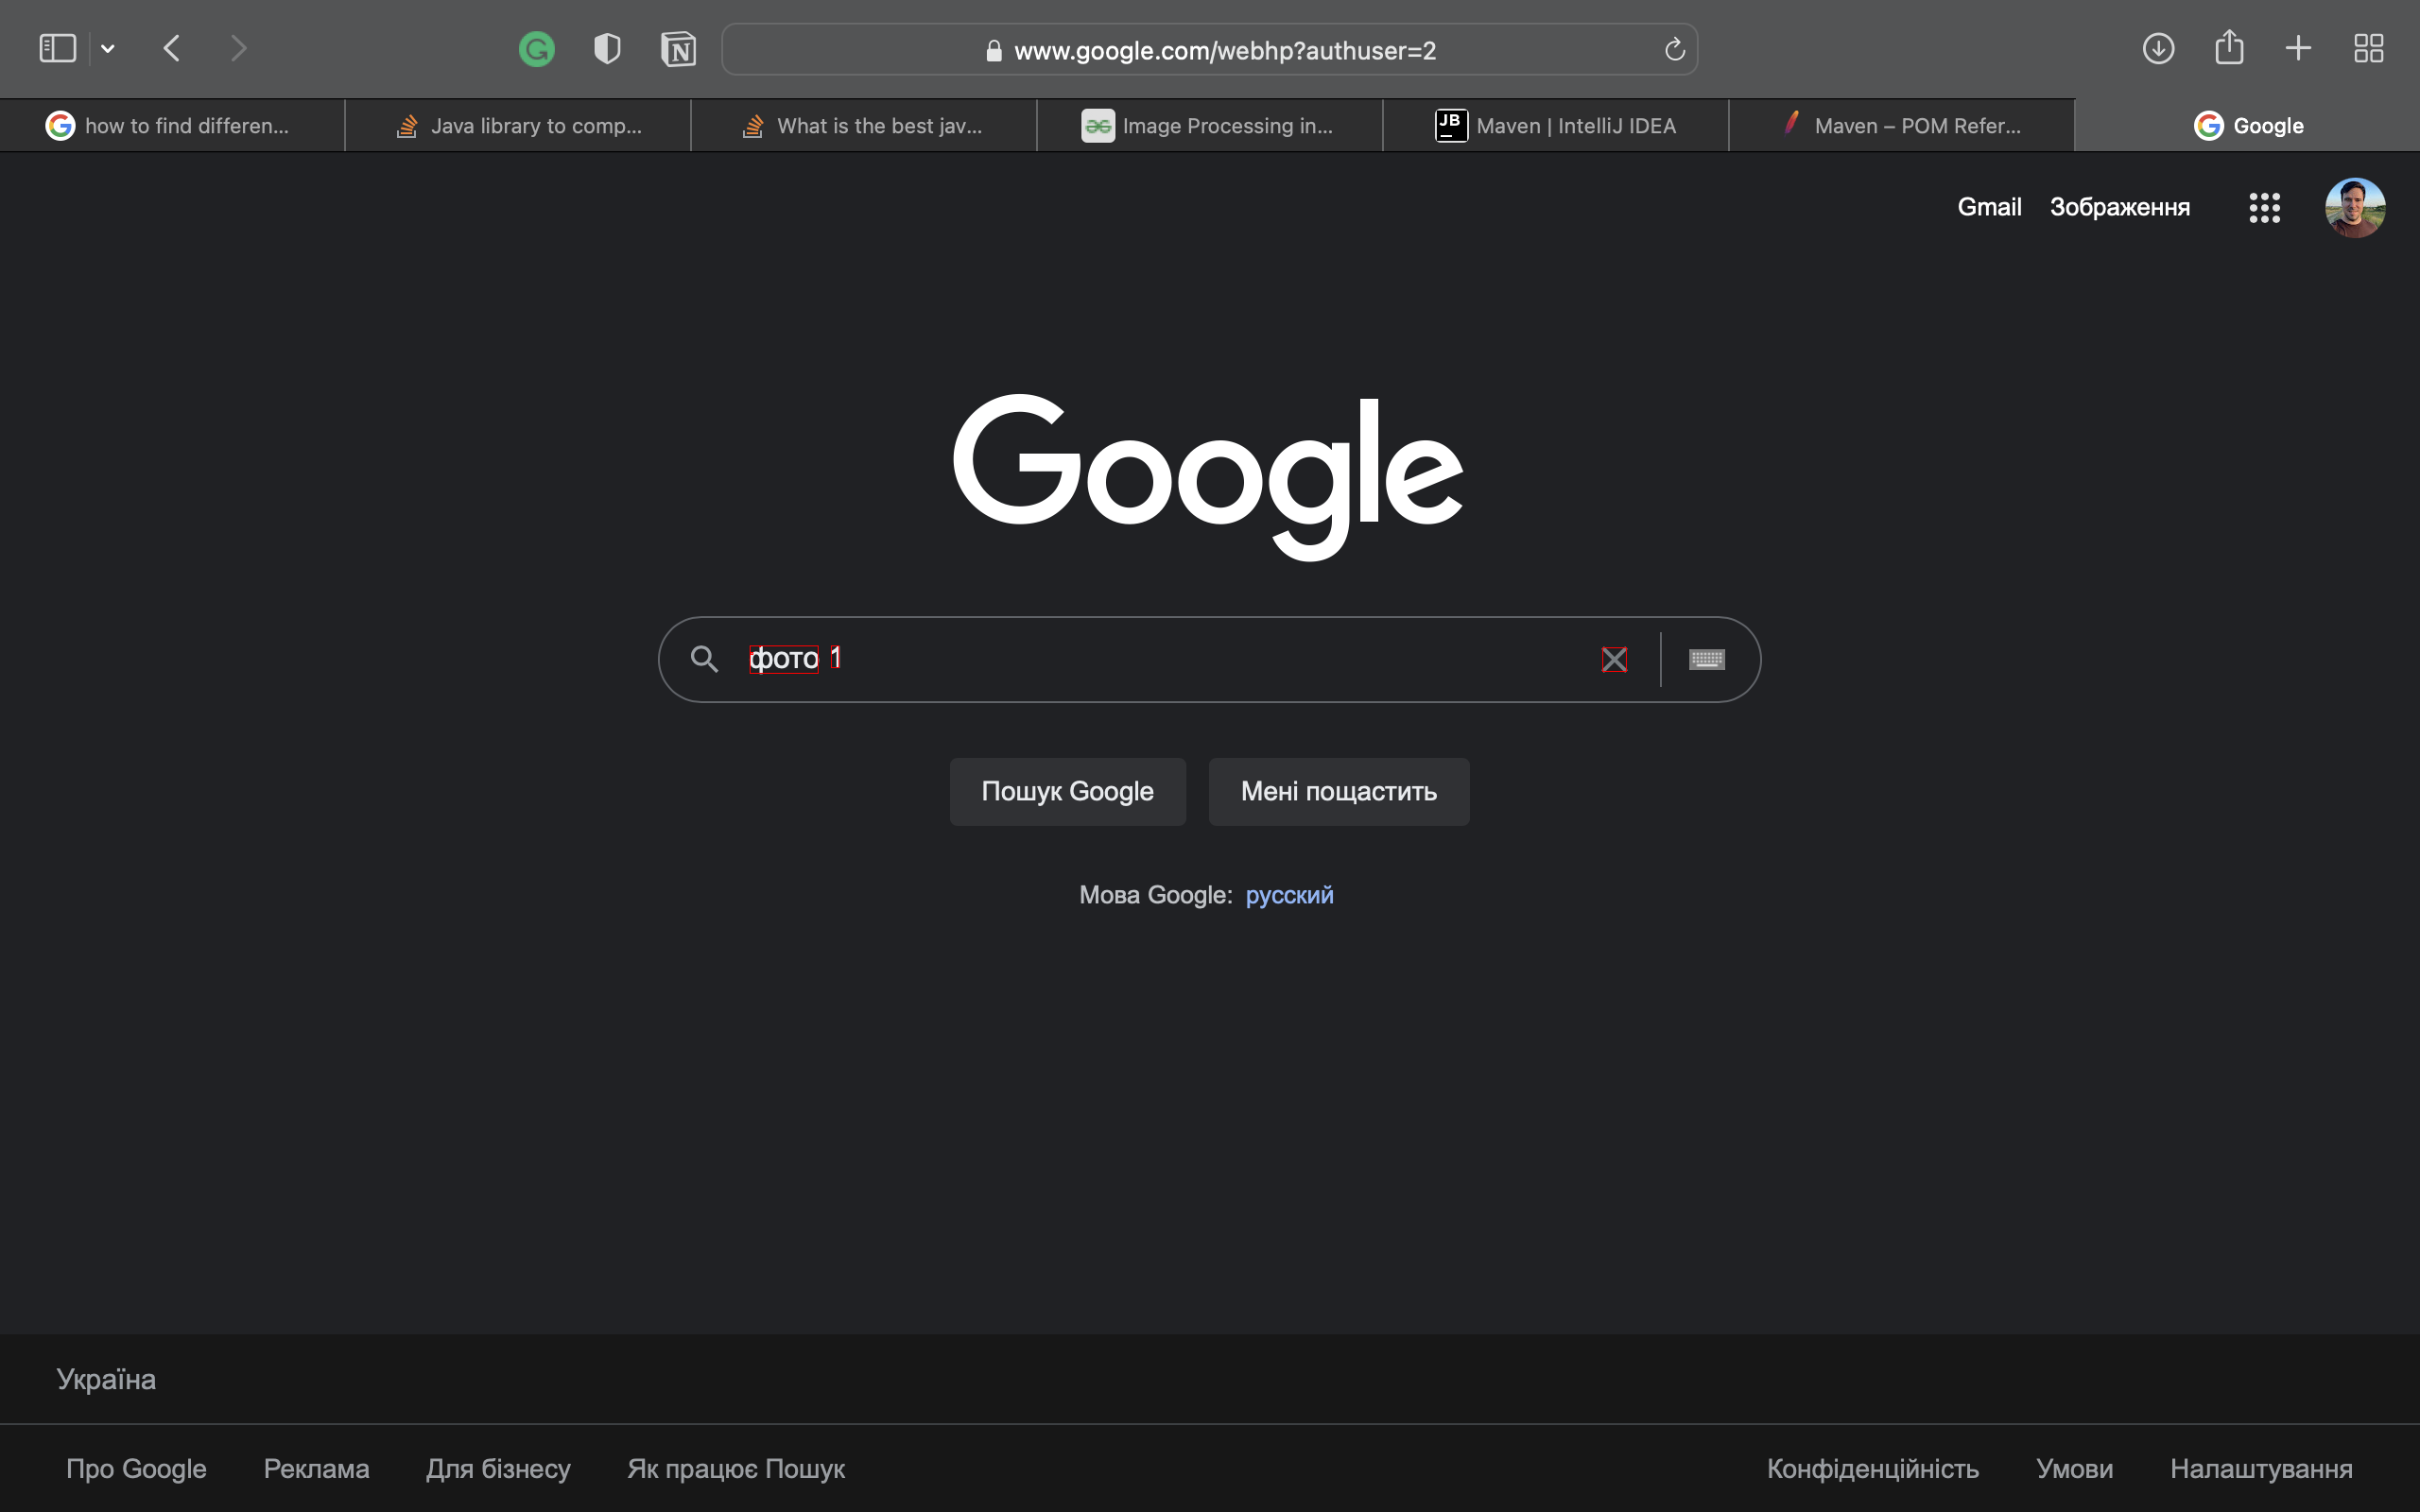 www.google.com/webhp?authuser=2
how to find differen...
Java library to comp...
What is the best jav...
Image Processing in...
Maven | IntelliJ IDEA
Maven – POM Refer...
Google
Gmail Зображення
Google
фото 1
Пошук Google Мені пощастить
Мова Google: русский
Україна
Про Google Реклама Для бізнесу Як працює Пошук Конфіденційність Умови Налаштування